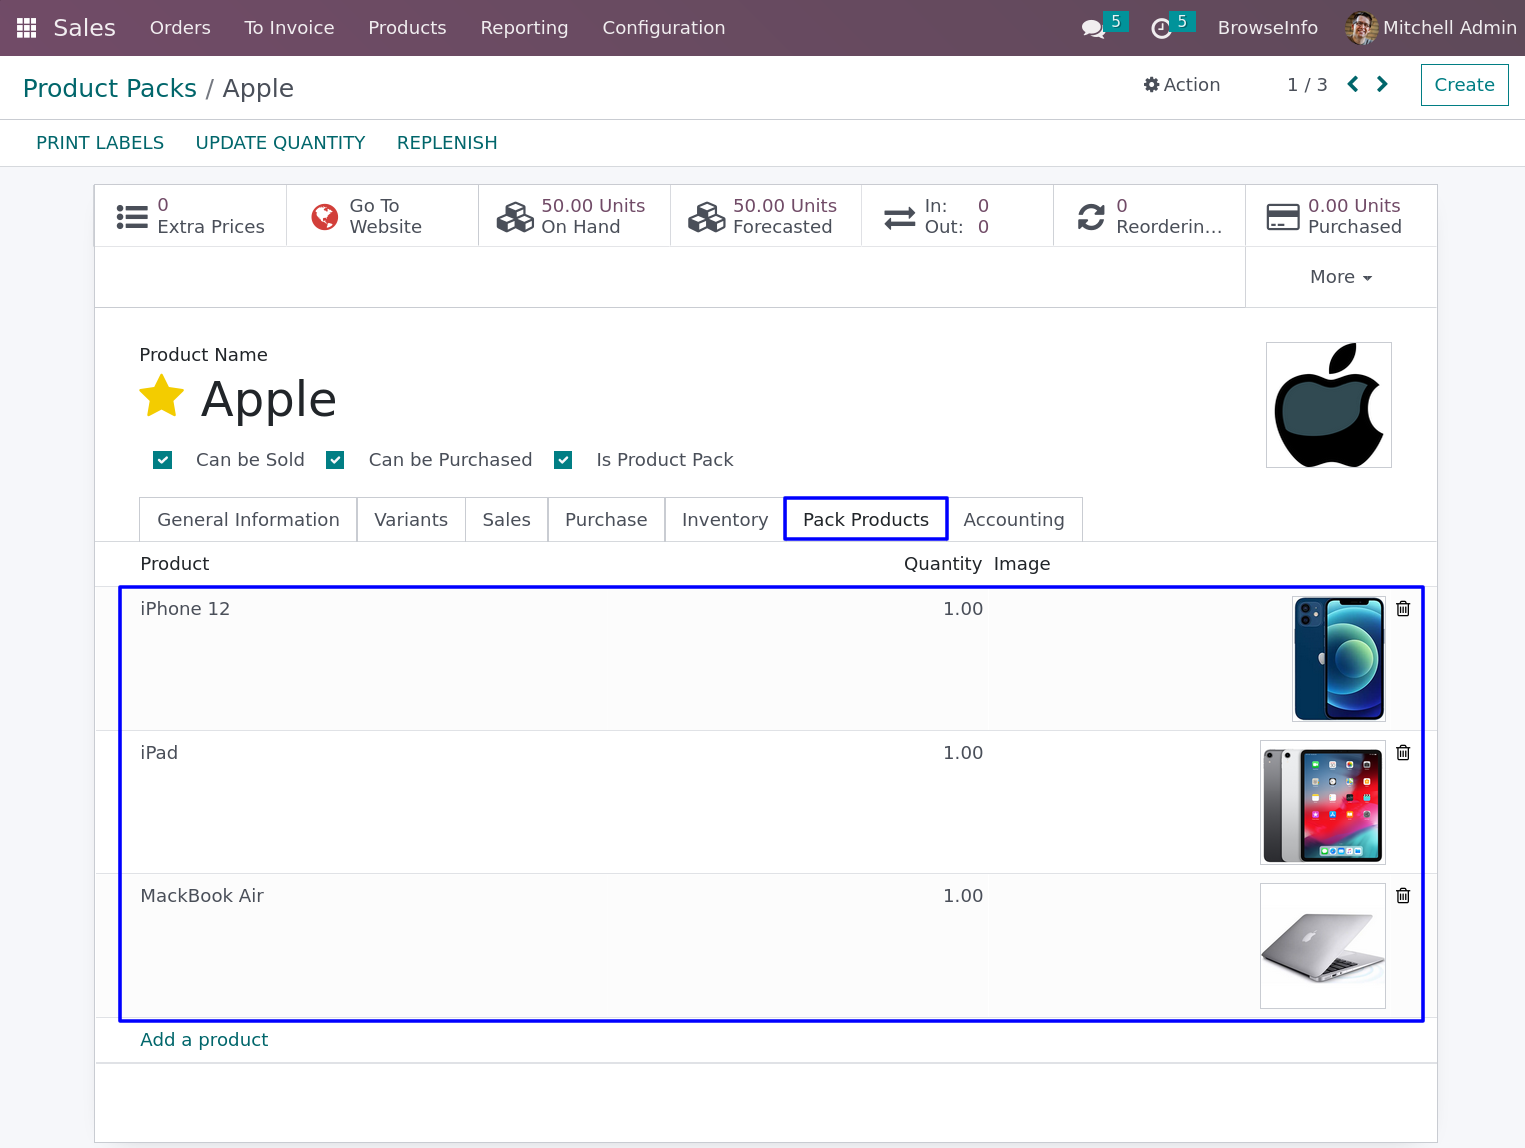 Sales Orders To Invoice Products Reporting Configuration 5 5 BrowseInfo Mitchell Admin
Product Packs / Apple Action 1 / 3 Create
PRINT LABELS UPDATE QUANTITY REPLENISH
0
Extra Prices
Go To
Website
50.00 Units
On Hand
50.00 Units
Forecasted
In: 0
Out: 0
0
Reorderin...
0.00 Units
Purchased
More
Product Name
Apple
Can be Sold Can be Purchased Is Product Pack
General Information Variants Sales Purchase Inventory Pack Products Accounting
Product Quantity Image
iPhone 12 1.00
iPad 1.00
MackBook Air 1.00
Add a product